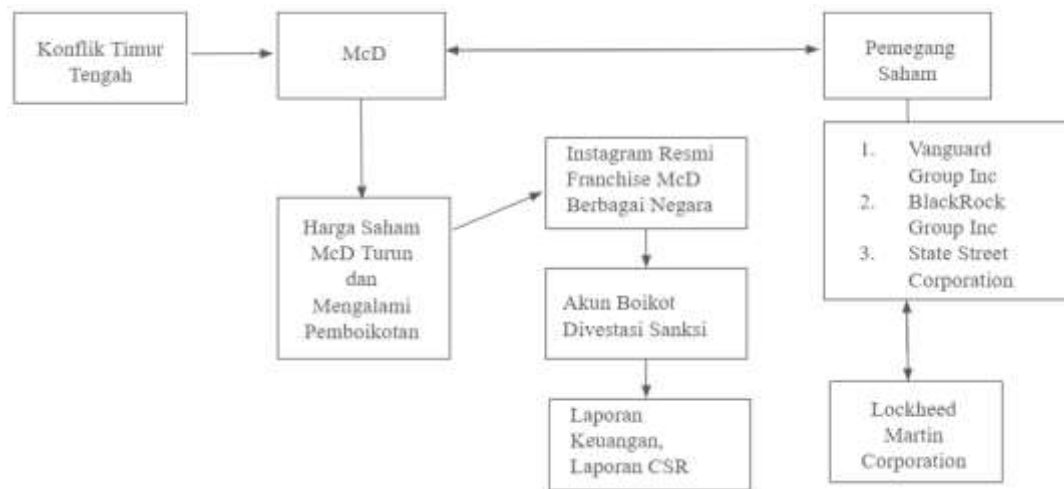 Konflik Timur
Tengah
McD
Pemegang
Saham
Instagram Resmi
Franchise McD
Berbagai Negara
1. Vanguard
Group Inc
2. BlackRock
Group Inc
3. State Street
Corporation
Harga Saham
McD Turun
dan
Mengalami
Pemboikotan
Akun Boikot
Divestasi Sanksi
Laporan
Keuangan,
Laporan CSR
Lockheed
Martin
Corporation